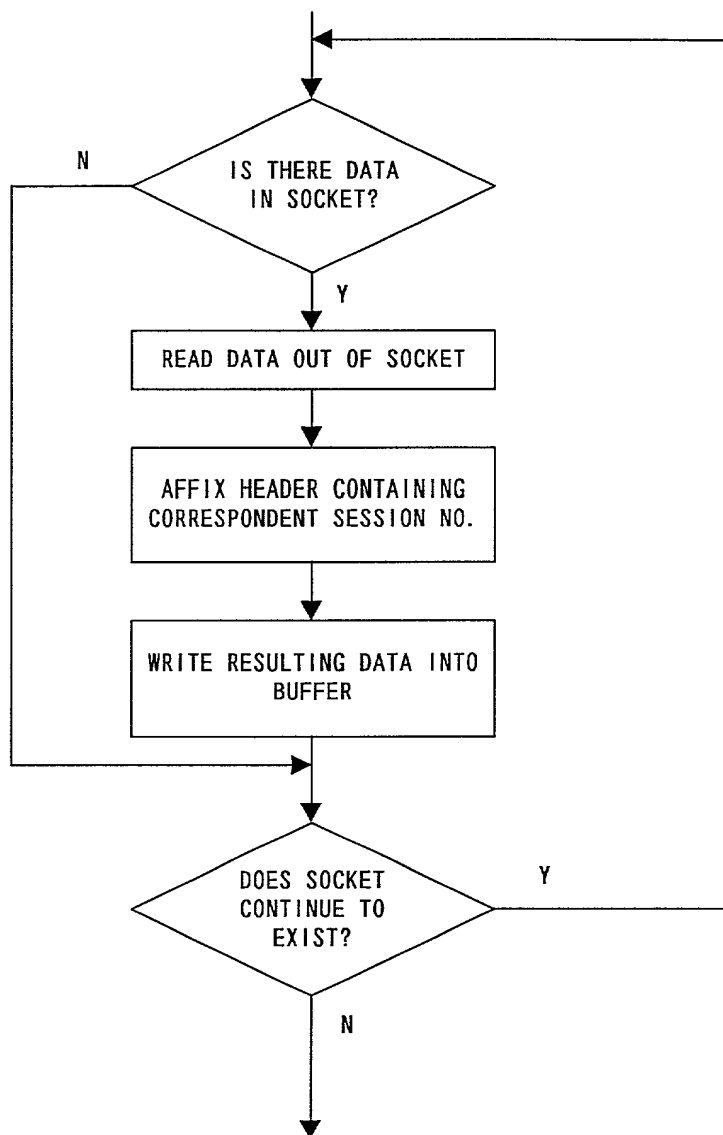 N
IS THERE DATA
IN SOCKET?
Y
READ DATA OUT OF SOCKET
AFFIX HEADER CONTAINING
CORRESPONDENT SESSION NO.
WRITE RESULTING DATA INTO
BUFFER
DOES SOCKET
CONTINUE TO
EXIST?
Y
N